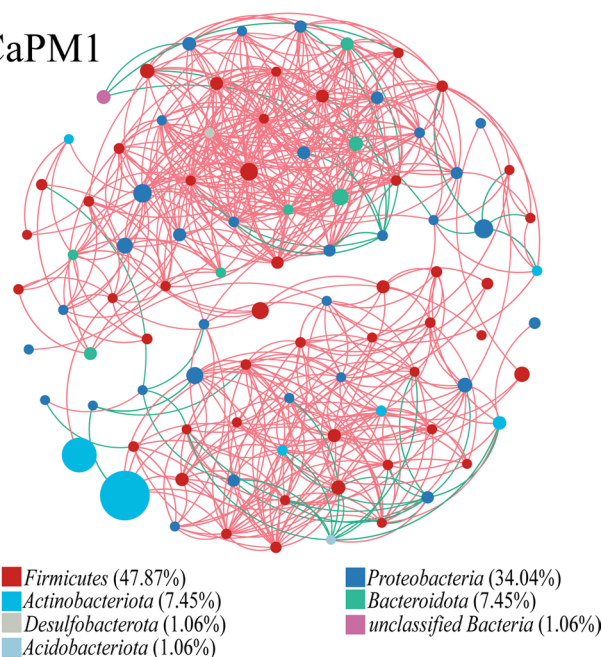 CaPM1
Firmicutes (47.87%)
Proteobacteria (34.04%)
Actinobacteriota (7.45%)
Bacteroidota (7.45%)
Desulfobacterota (1.06%)
unclassified Bacteria (1.06%)
Acidobacteriota (1.06%)